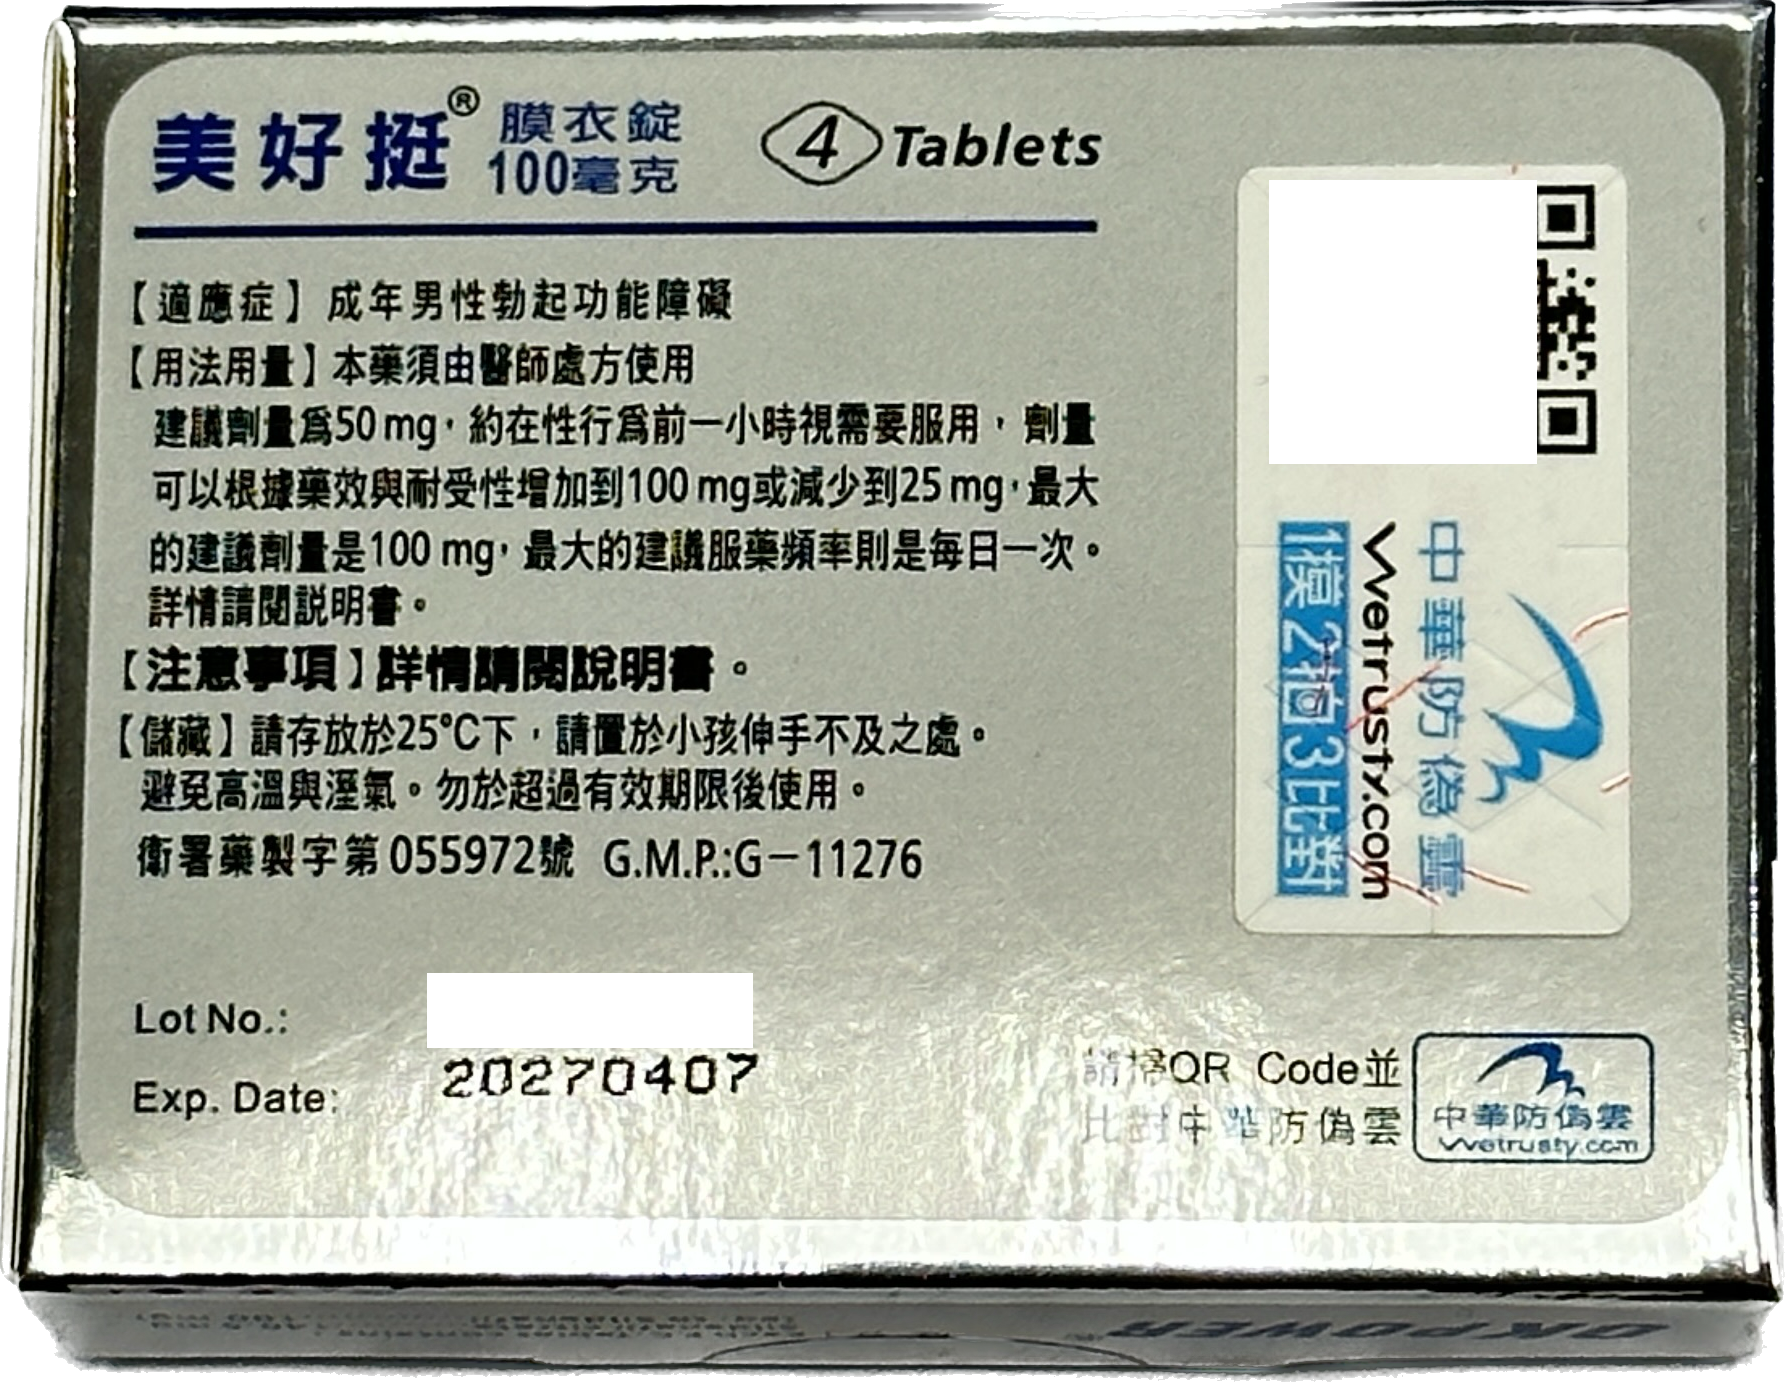 美好挺® 膜衣錠 100毫克
4 Tablets
【適應症】成年男性勃起功能障礙
【用法用量】本藥須由醫師處方使用
建議劑量為50 mg，約在性行為前一小時視需要服用，劑量
可以根據藥效與耐受性增加到100 mg或減少到25 mg，最大
的建議劑量是100 mg，最大的建議服藥頻率則是每日一次。
詳情請閱說明書。
【注意事項】詳情請閱說明書。
【儲藏】請存放於25°C下，請置於小孩伸手不及之處。
避免高溫與溼氣。勿於超過有效期限後使用。
衛署藥製字第 055972號 G.M.P.:G－11276
Lot No.:
Exp. Date: 20270407
中華防偽雲
Wetrusty.com
1摸2掐3比對
請掃QR Code並
比對中華防偽雲
中華防偽雲
Wetrusty.com
OKPOWER